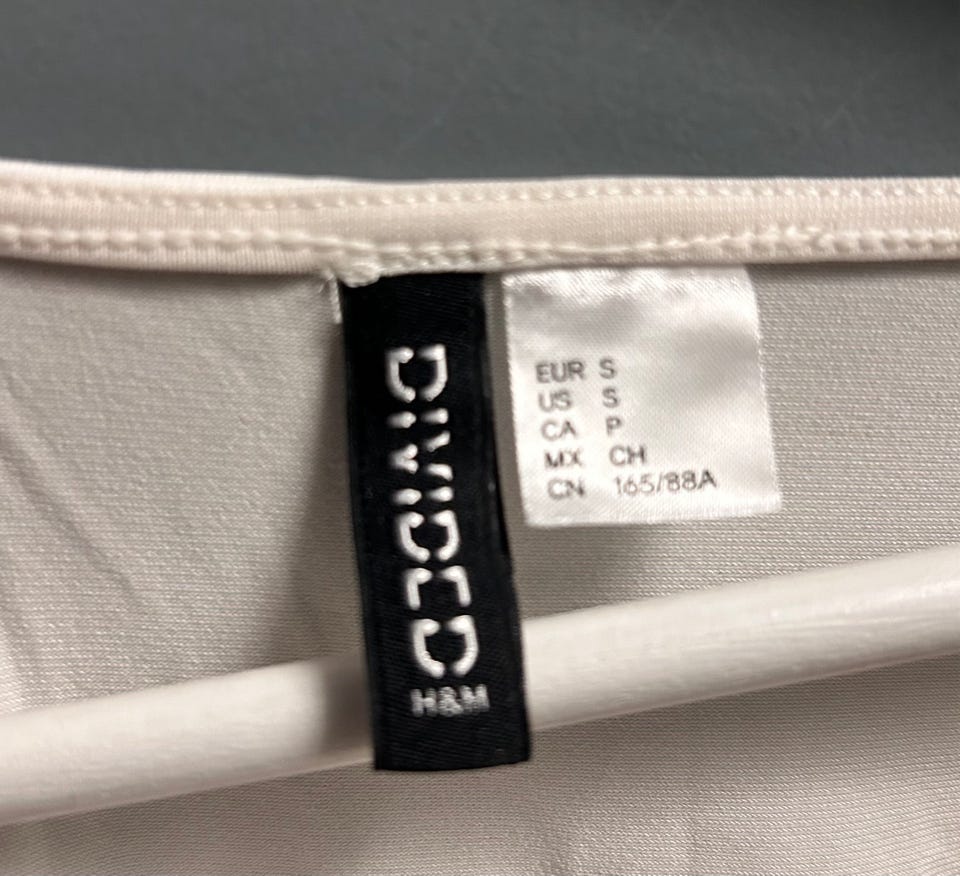 DIVIDED
H&M
EUR S
US S
CA P
MX CH
CN 165/88A